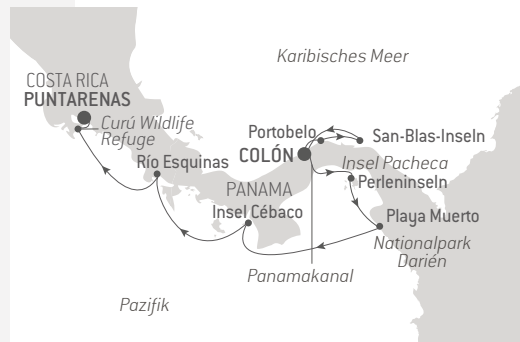 Karibisches Meer
COSTA RICA
PUNTARENAS
Curú Wildlife
Refuge
Portobelo
San-Blas-Inseln
COLÓN
Río Esquinas
Insel Pacheca
Perleninseln
PANAMA
Insel Cébaco
Playa Muerto
Nationalpark
Darién
Panamakanal
Pazifik